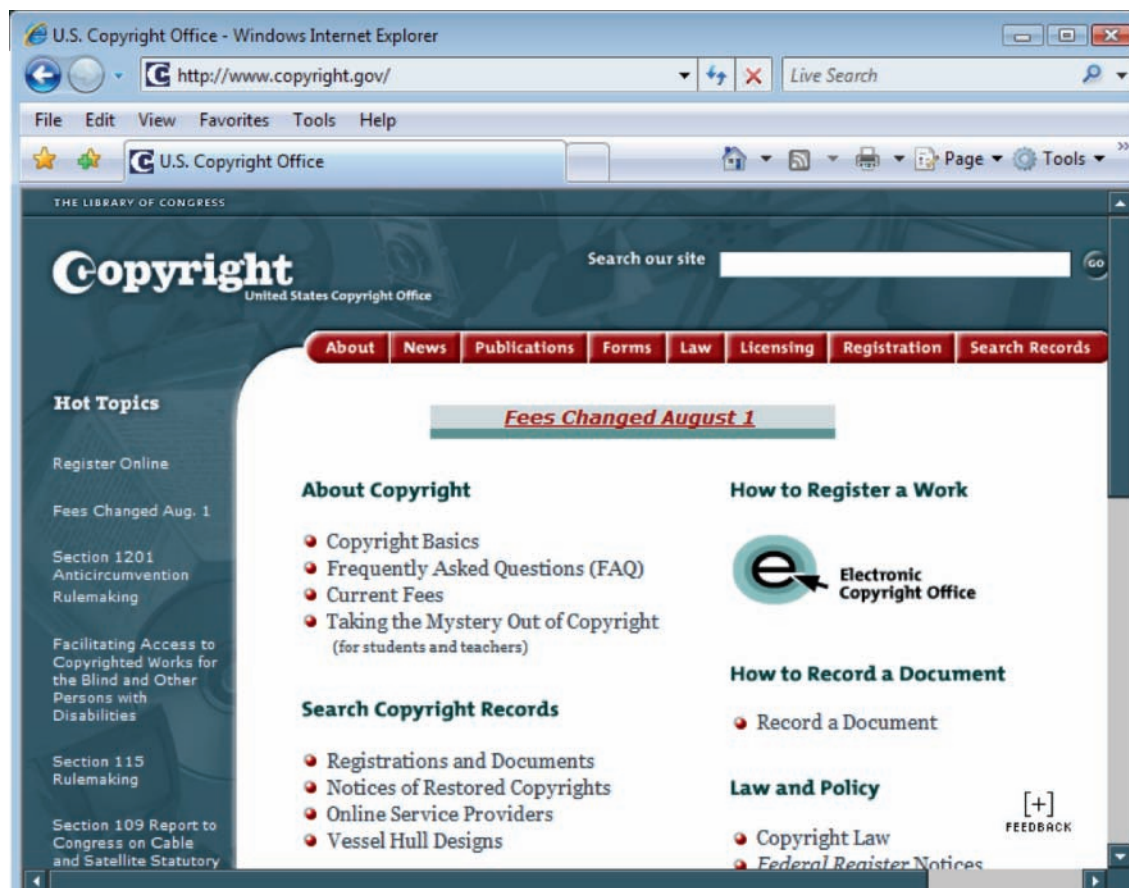 U.S. Copyright Office - Windows Internet Explorer
http://www.copyright.gov/
Live Search
File Edit View Favorites Tools Help
U.S. Copyright Office
Page Tools
THE LIBRARY OF CONGRESS
Copyright
United States Copyright Office
Search our site
GO
About News Publications Forms Law Licensing Registration Search Records
Hot Topics
Register Online
Fees Changed Aug. 1
Section 1201
Anticircumvention
Rulemaking
Facilitating Access to
Copyrighted Works for
the Blind and Other
Persons with
Disabilities
Section 115
Rulemaking
Section 109 Report to
Congress on Cable
and Satellite Statutory
Fees Changed August 1
About Copyright
Copyright Basics
Frequently Asked Questions (FAQ)
Current Fees
Taking the Mystery Out of Copyright
(for students and teachers)
Search Copyright Records
Registrations and Documents
Notices of Restored Copyrights
Online Service Providers
Vessel Hull Designs
How to Register a Work
Electronic
Copyright Office
How to Record a Document
Record a Document
Law and Policy
Copyright Law
Federal Register Notices
[+]
FEEDBACK